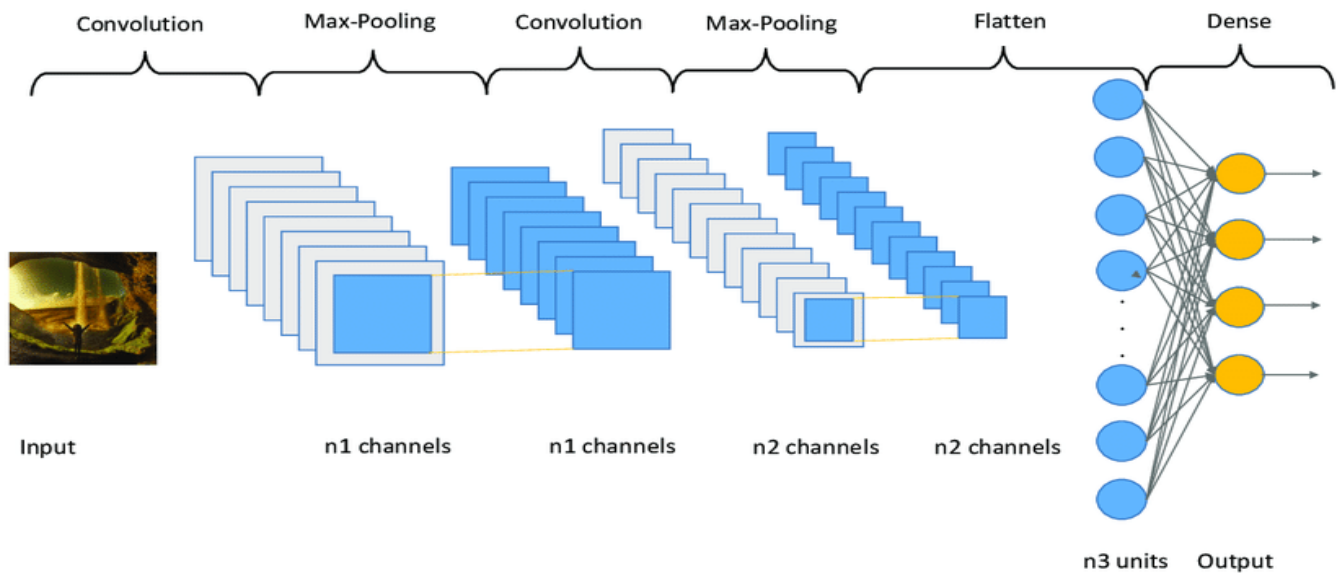 Convolution
Max-Pooling
Convolution
Max-Pooling
Flatten
Dense
Input
n1 channels
n1 channels
n2 channels
n2 channels
n3 units
Output